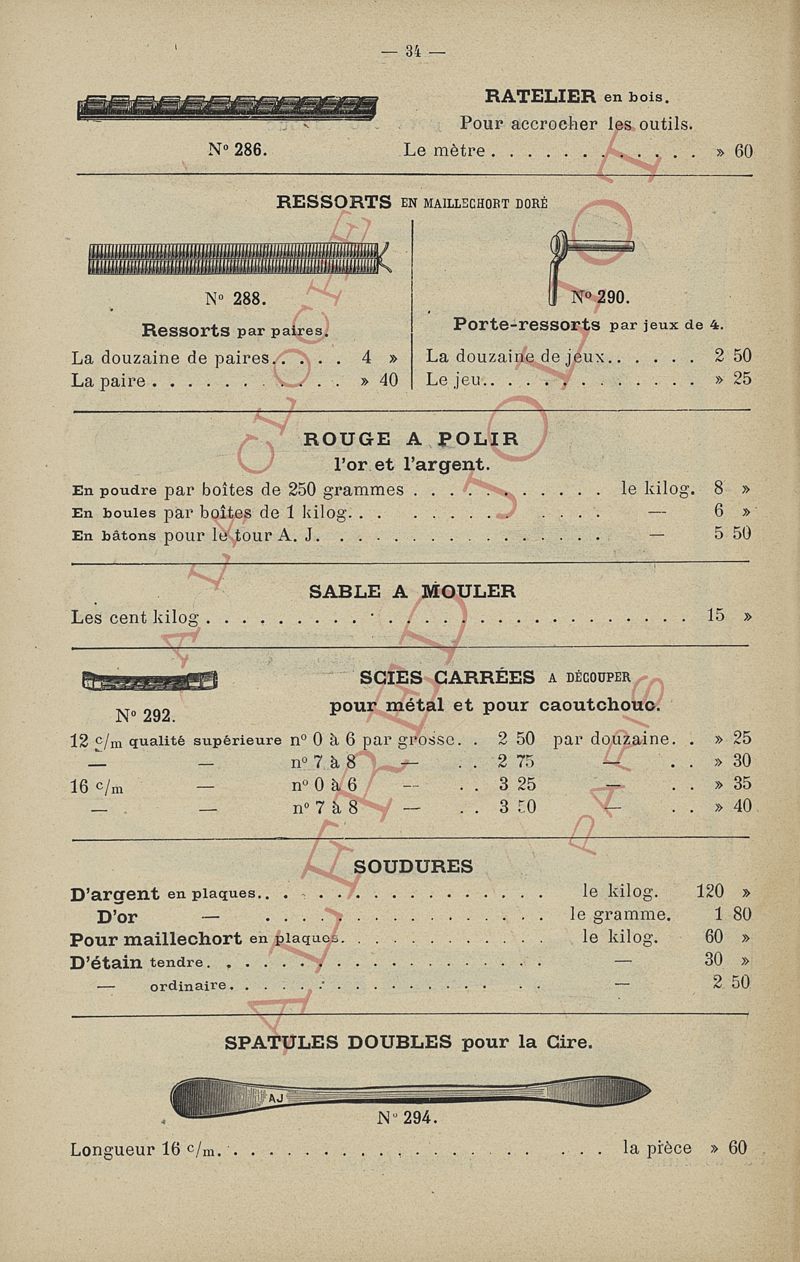 — 34 —
RATELIER en bois.
Pour accrocher les outils.
N° 286.
Le mètre . . . . . . . . . . . . » 60
RESSORTS EN MAILLECHORT DORÉ
N° 288.
Ressorts par paires.
La douzaine de paires. . . . . 4 »
La paire . . . . . . . . . . . » 40
N° 290.
Porte-ressorts par jeux de 4.
La douzaine de jeux. . . . . . 2 50
Le jeu. . . . . . . . . . . . . » 25
ROUGE A POLIR
l'or et l'argent.
En poudre par boîtes de 250 grammes . . . . . . . . . . . le kilog. 8 »
En boules par boîtes de 1 kilog. . . . . . . . . . . . . — 6 »
En bâtons pour le tour A. J. . . . . . . . . . . . . . — 5 50
SABLE A MOULER
Les cent kilog . . . . . . . . . . . . . . . . . . . . 15 »
AJ
SCIES CARRÉES A DÉCOUPER
pour métal et pour caoutchouc.
N° 292.
12 c/m qualité supérieure n° 0 à 6 par grosse. . 2 50 par douzaine. . » 25
— — n° 7 à 8 — . . 2 75 — . . » 30
16 c/m — n° 0 à 6 — . . 3 25 — . . » 35
— — n° 7 à 8 — . . 3 50 — . . » 40
SOUDURES
D'argent en plaques. . . . . . . . . . . . . . le kilog. 120 »
D'or — . . . . . . . . . . . . . . . le gramme. 1 80
Pour maillechort en plaques. . . . . . . . . . . . le kilog. 60 »
D'étain tendre. . . . . . . . . . . . . . . . — 30 »
— ordinaire. . . . . . . . . . . . . . . — 2 50
SPATULES DOUBLES pour la Cire.
AJ
N° 294.
Longueur 16 c/m. . . . . . . . . . . . . . . . . . la pièce » 60